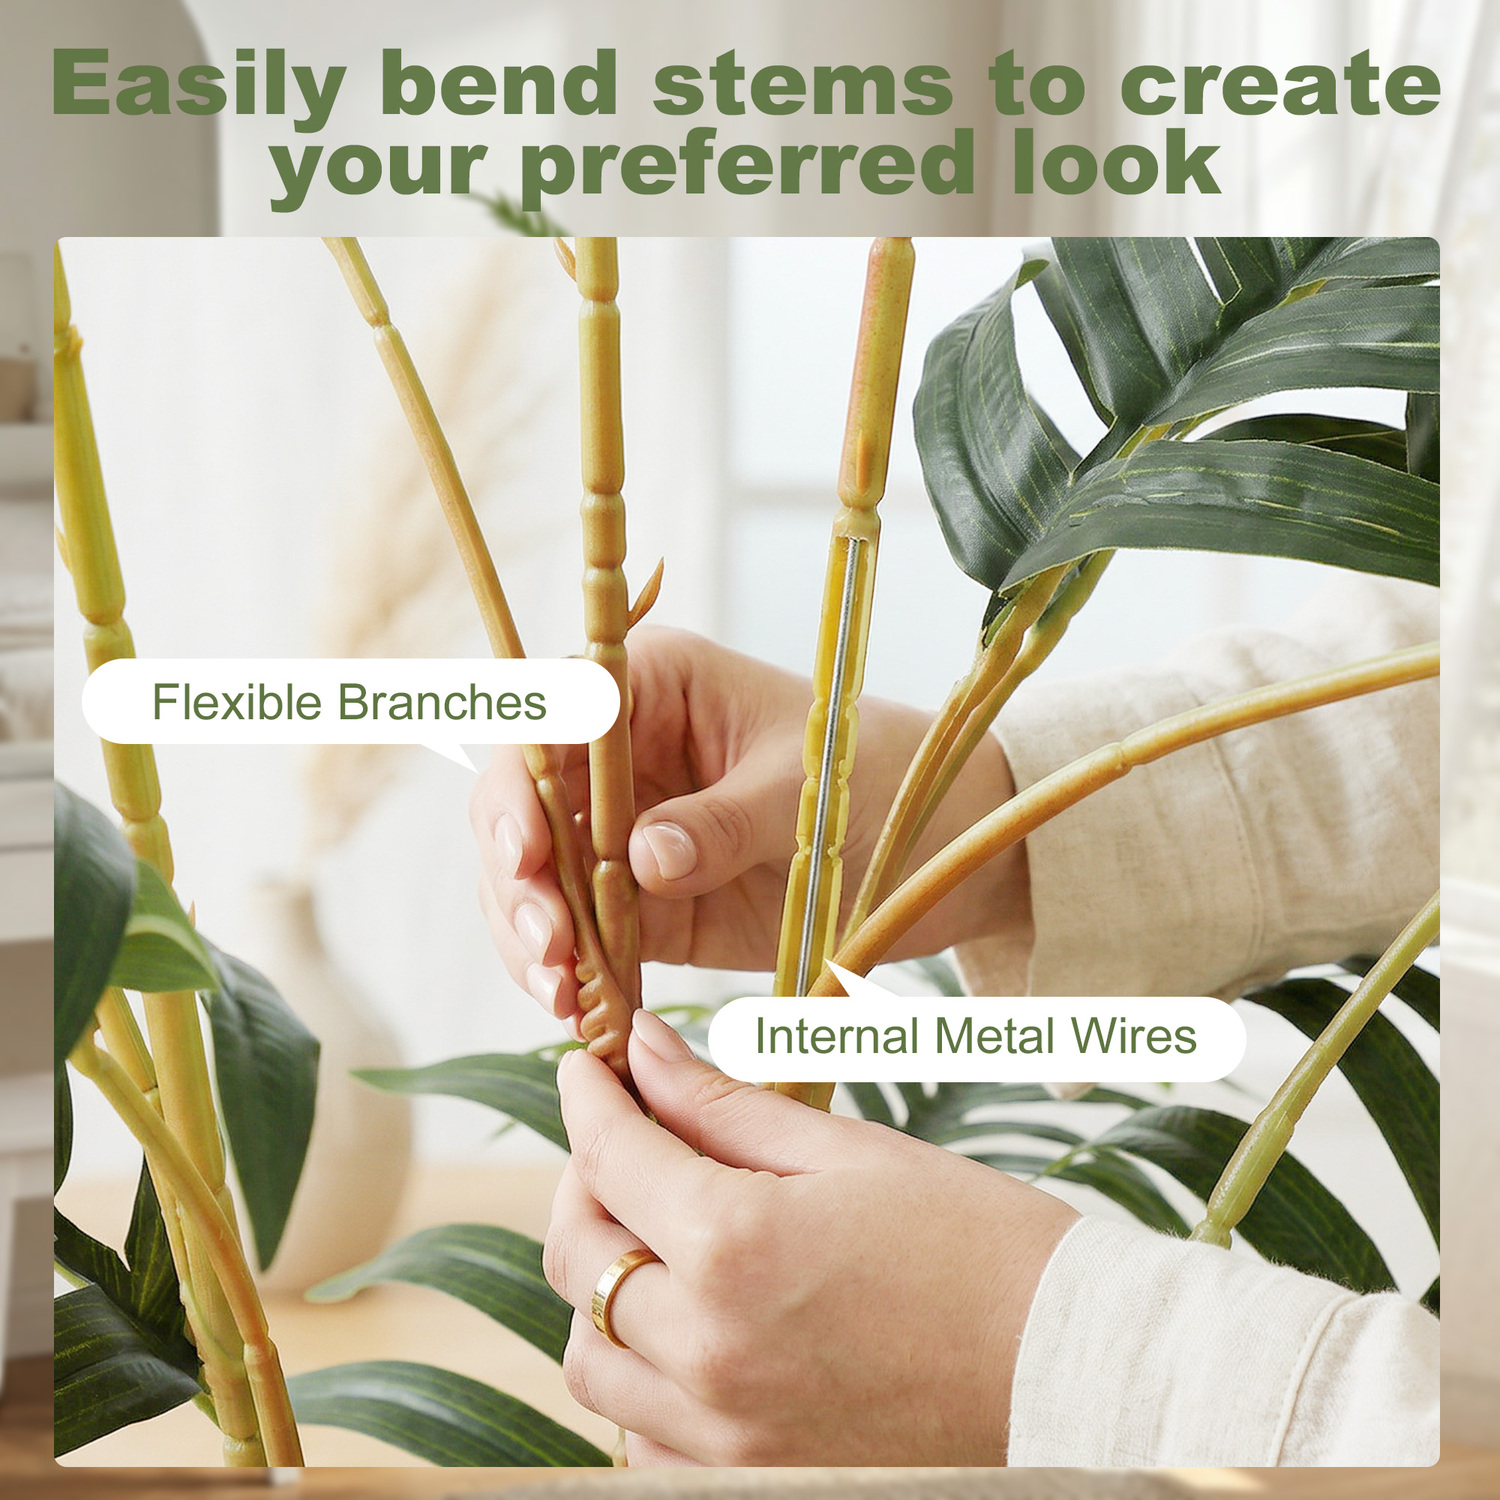 Easily bend stems to create
your preferred look
Flexible Branches
Internal Metal Wires